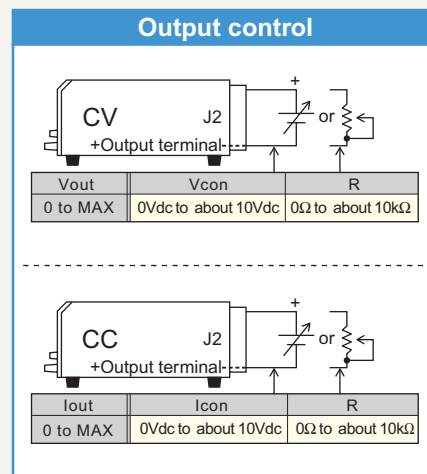 Output control
+
CV J2 or
+Output terminal
Vout Vcon R
0 to MAX 0Vdc to about 10Vdc 0Ω to about 10kΩ
+
CC J2 or
+Output terminal
Iout Icon R
0 to MAX 0Vdc to about 10Vdc 0Ω to about 10kΩ